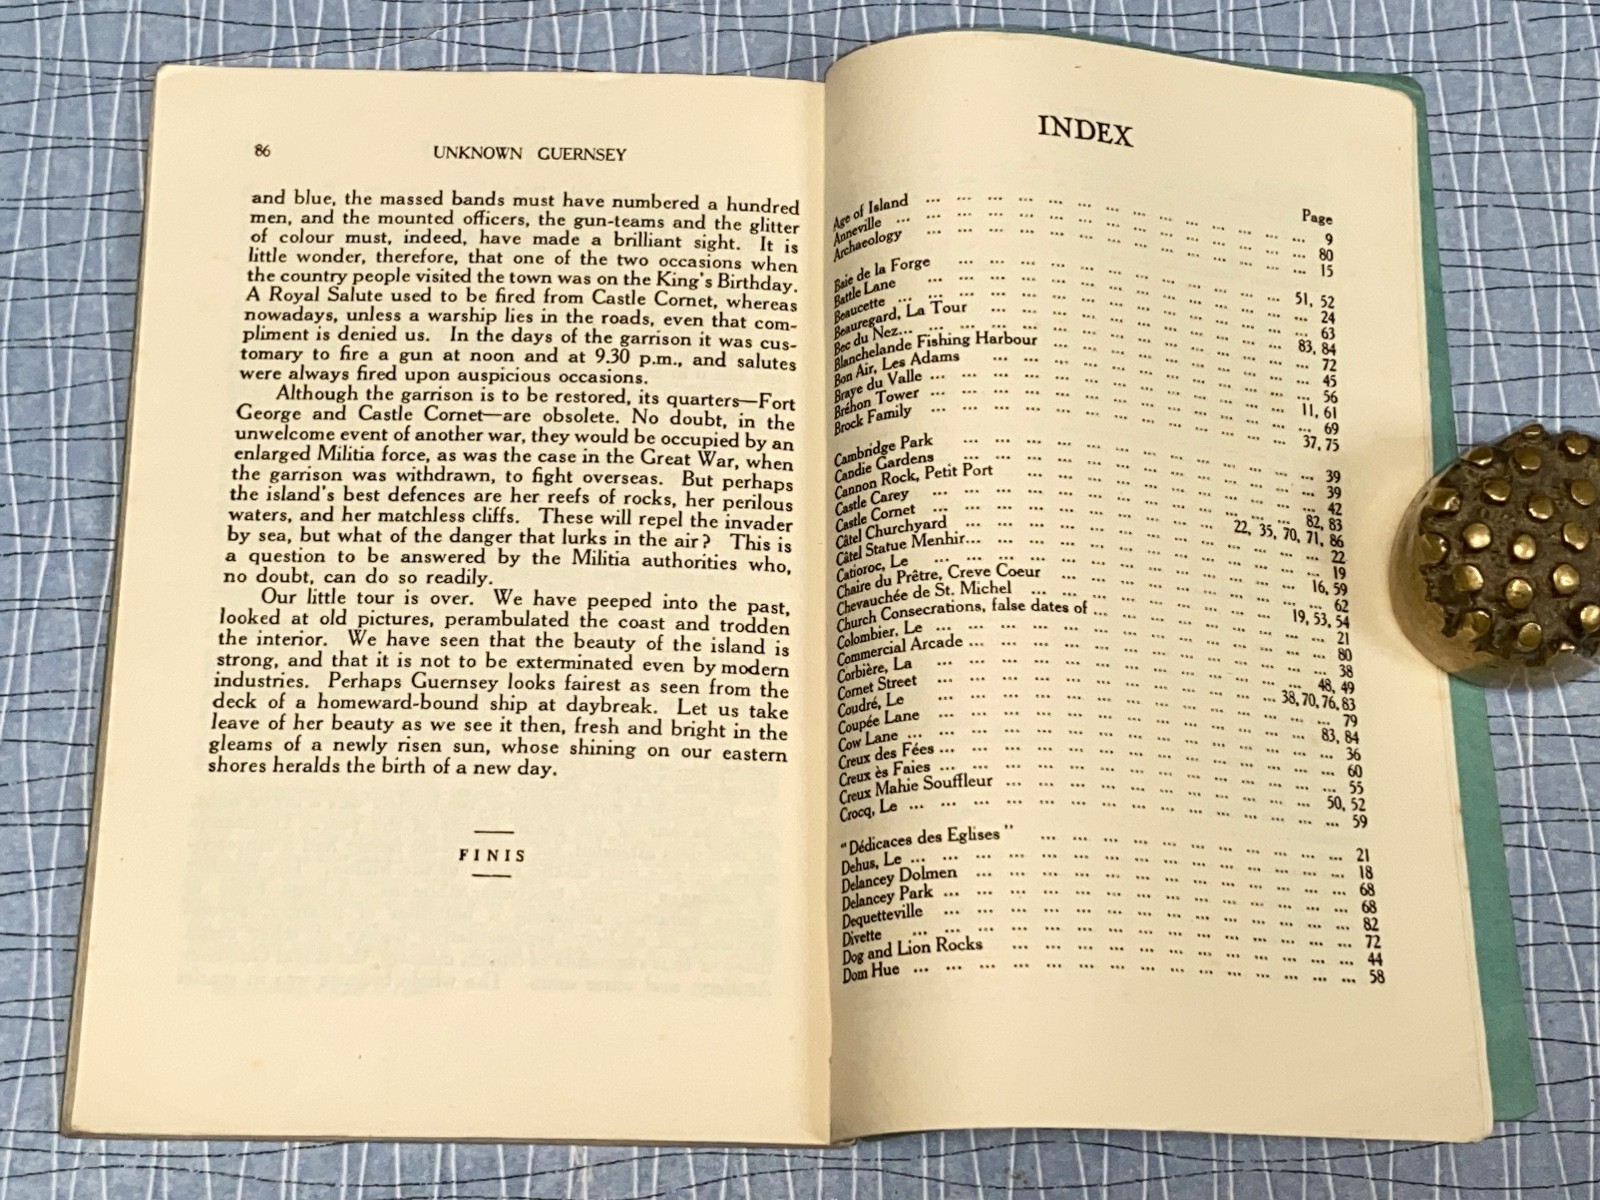 86 UNKNOWN GUERNSEY
and blue, the massed bands must have numbered a hundred
men, and the mounted officers, the gun-teams and the glitter
of colour must, indeed, have made a brilliant sight. It is
little wonder, therefore, that one of the two occasions when
the country people visited the town was on the King's Birthday.
A Royal Salute used to be fired from Castle Cornet, whereas
nowadays, unless a warship lies in the roads, even that com-
pliment is denied us. In the days of the garrison it was cus-
tomary to fire a gun at noon and at 9.30 p.m., and salutes
were always fired upon auspicious occasions.
Although the garrison is to be restored, its quarters—Fort
George and Castle Cornet—are obsolete. No doubt, in the
unwelcome event of another war, they would be occupied by an
enlarged Militia force, as was the case in the Great War, when
the garrison was withdrawn, to fight overseas. But perhaps
the island's best defences are her reefs of rocks, her perilous
waters, and her matchless cliffs. These will repel the invader
by sea, but what of the danger that lurks in the air? This is
a question to be answered by the Militia authorities who,
no doubt, can do so readily.
Our little tour is over. We have peeped into the past,
looked at old pictures, perambulated the coast and trodden
the interior. We have seen that the beauty of the island is
strong, and that it is not to be exterminated even by modern
industries. Perhaps Guernsey looks fairest as seen from the
deck of a homeward-bound ship at daybreak. Let us take
leave of her beauty as we see it then, fresh and bright in the
gleams of a newly risen sun, whose shining on our eastern
shores heralds the birth of a new day.
FINIS
INDEX
Page
Age of Island ... 9
Anneville ... 80
Archaeology ... 15
Baie de la Forge ... 51, 52
Battle Lane ... 24
Beaucette ... 63
Beauregard, La Tour ... 83, 84
Bec du Nez ... 72
Blanchelande Fishing Harbour ... 45
Bon Air, Les Adams ... 56
Braye du Valle ... 11, 61
Bréhon Tower ... 69
Brock Family ... 37, 75
Cambridge Park ... 39
Candie Gardens ... 39
Cannon Rock, Petit Port ... 42
Castle Carey ... 82, 83
Castle Cornet ... 22, 35, 70, 71, 86
Câtel Churchyard ... 22
Câtel Statue Menhir ... 19
Catioroc, Le ... 16, 59
Chaire du Prêtre, Creve Coeur ... 62
Chevauchée de St. Michel ... 19, 53, 54
Church Consecrations, false dates of ... 21
Colombier, Le ... 80
Commercial Arcade ... 38
Corbière, La ... 48, 49
Cornet Street ... 38, 70, 76, 83
Coudré, Le ... 79
Coupée Lane ... 83, 84
Cow Lane ... 36
Creux des Fées ... 60
Creux ès Faies ... 55
Creux Mahie Souffleur ... 50, 52
Crocq, Le ... 59
"Dédicaces des Eglises" ... 21
Dehus, Le ... 18
Delancey Dolmen ... 68
Delancey Park ... 68
Dequetteville ... 82
Divette ... 72
Dog and Lion Rocks ... 44
Dom Hue ... 58